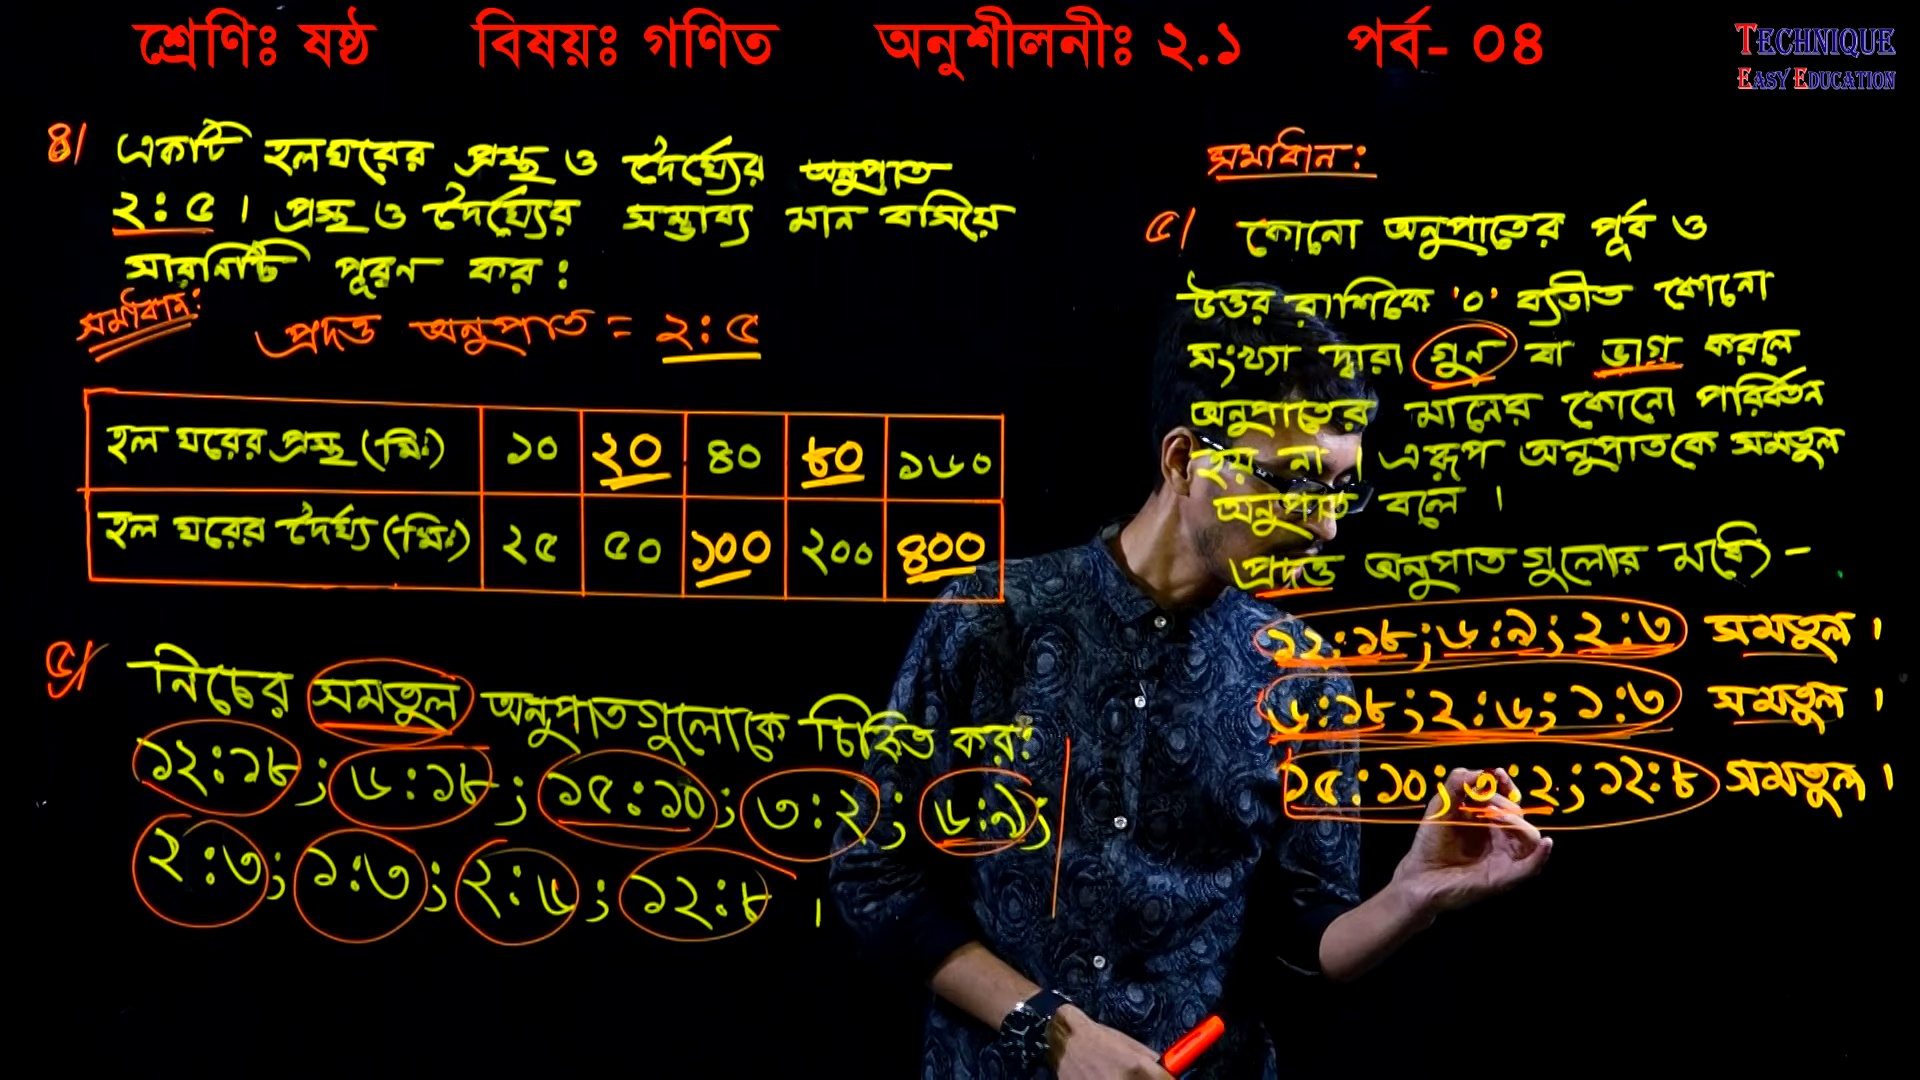 শ্রেণিঃ ষষ্ঠ বিষয়ঃ গণিত অনুশীলনীঃ ২.১ পর্ব- ০৪
TECHNIQUE
EASY EDUCATION
৪/ একটি হলঘরের প্রস্থ ও দৈর্ঘ্যের অনুপাত
২ : ৫ । প্রস্থ ও দৈর্ঘ্যের সম্ভাব্য মান বসিয়ে
সারনিটি পূরন কর :
সমাধান:
প্রদত্ত অনুপাত = ২ : ৫
হল ঘরের প্রস্থ (মিঃ) ১০ ২০ ৪০ ৮০ ১৬০
হল ঘরের দৈর্ঘ্য (মিঃ) ২৫ ৫০ ১০০ ২০০ ৪০০
৫/ নিচের সমতুল অনুপাতগুলোকে চিহ্নিত কর:
১২:১৮ ; ৬:১৮ ; ১৫:১০ ; ৩:২ ; ৬:৯ ;
২:৩ ; ১:৩ ; ২:৬ ; ১২:৮ ।
সমাধান :
৫/ কোনো অনুপাতের পূর্ব ও
উত্তর রাশিকে '০' ব্যতীত কোনো
সংখ্যা দ্বারা গুন বা ভাগ করলে
অনুপাতের মানের কোনো পরিবর্তন
হয় না । এরূপ অনুপাতকে সমতুল
অনুপাত বলে ।
প্রদত্ত অনুপাত গুলোর মধ্যে -
১২:১৮ ; ৬:৯ ; ২:৩ সমতুল ।
৬:১৮ ; ২:৬ ; ১:৩ সমতুল ।
১৫:১০ ; ৩:২ ; ১২:৮ সমতুল ।